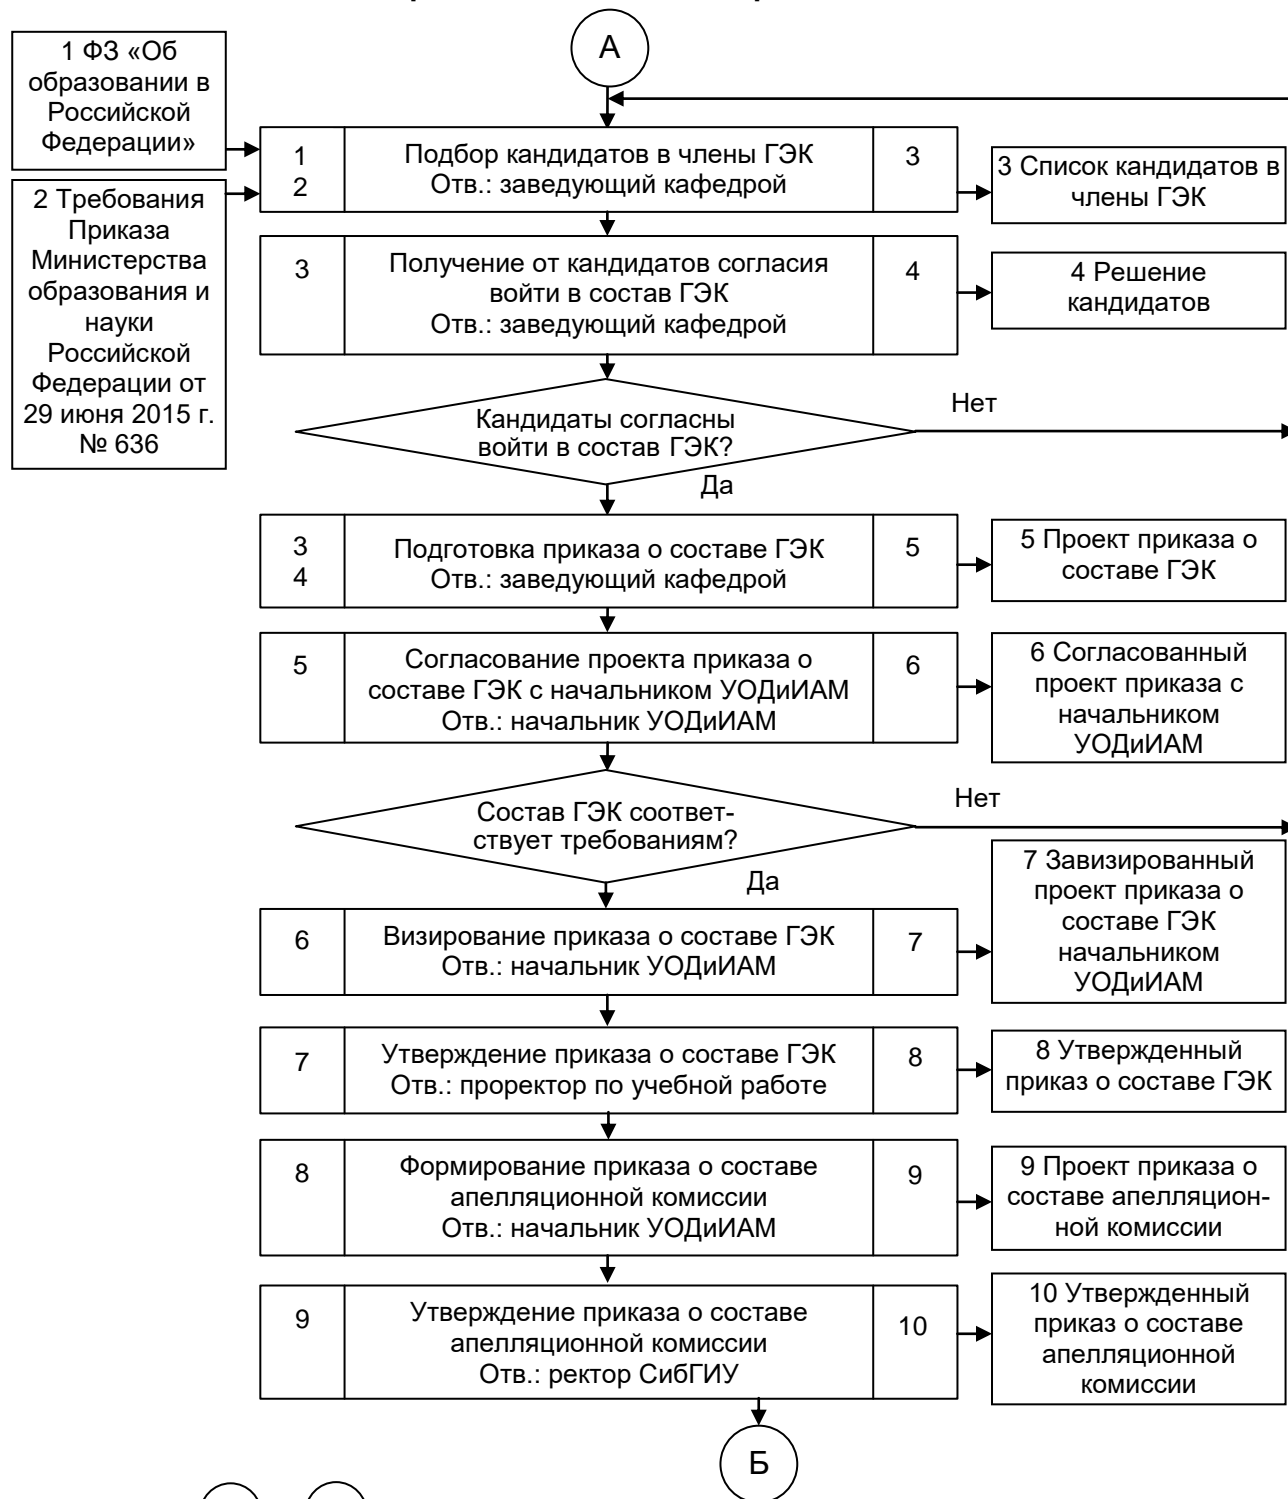 А
1 ФЗ «Об
образовании в
Российской
Федерации»
2 Требования
Приказа
Министерства
образования и
науки
Российской
Федерации от
29 июня 2015 г.
№ 636
1
2
Подбор кандидатов в члены ГЭК
Отв.: заведующий кафедрой
3
3 Список кандидатов в
члены ГЭК
3
Получение от кандидатов согласия
войти в состав ГЭК
Отв.: заведующий кафедрой
4
4 Решение
кандидатов
Кандидаты согласны
войти в состав ГЭК?
Нет
Да
3
4
Подготовка приказа о составе ГЭК
Отв.: заведующий кафедрой
5
5 Проект приказа о
составе ГЭК
5
Согласование проекта приказа о
составе ГЭК с начальником УОДиИАМ
Отв.: начальник УОДиИАМ
6
6 Согласованный
проект приказа с
начальником
УОДиИАМ
Состав ГЭК соответ-
ствует требованиям?
Нет
Да
6
Визирование приказа о составе ГЭК
Отв.: начальник УОДиИАМ
7
7 Завизированный
проект приказа о
составе ГЭК
начальником
УОДиИАМ
7
Утверждение приказа о составе ГЭК
Отв.: проректор по учебной работе
8
8 Утвержденный
приказ о составе ГЭК
8
Формирование приказа о составе
апелляционной комиссии
Отв.: начальник УОДиИАМ
9
9 Проект приказа о
составе апелляцион-
ной комиссии
9
Утверждение приказа о составе
апелляционной комиссии
Отв.: ректор СибГИУ
10
10 Утвержденный
приказ о составе
апелляционной
комиссии
Б